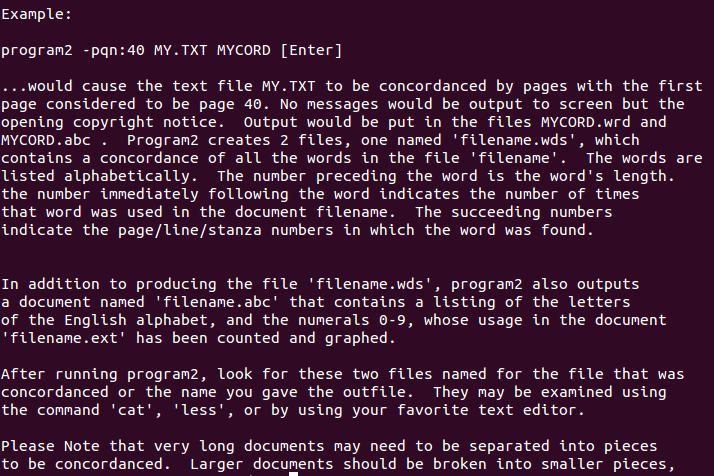 Example:
program2 -pqn:40 MY.TXT MYCORD [Enter]
...would cause the text file MY.TXT to be concordanced by pages with the first
page considered to be page 40. No messages would be output to screen but the
opening copyright notice.  Output would be put in the files MYCORD.wrd and
MYCORD.abc .  Program2 creates 2 files, one named 'filename.wds', which
contains a concordance of all the words in the file 'filename'.  The words are
listed alphabetically.  The number preceding the word is the word's length.
the number immediately following the word indicates the number of times
that word was used in the document filename.  The succeeding numbers
indicate the page/line/stanza numbers in which the word was found.
In addition to producing the file 'filename.wds', program2 also outputs
a document named 'filename.abc' that contains a listing of the letters
of the English alphabet, and the numerals 0-9, whose usage in the document
'filename.ext' has been counted and graphed.
After running program2, look for these two files named for the file that was
concordanced or the name you gave the outfile.  They may be examined using
the command 'cat', 'less', or by using your favorite text editor.
Please Note that very long documents may need to be separated into pieces
to be concordanced.  Larger documents should be broken into smaller pieces,